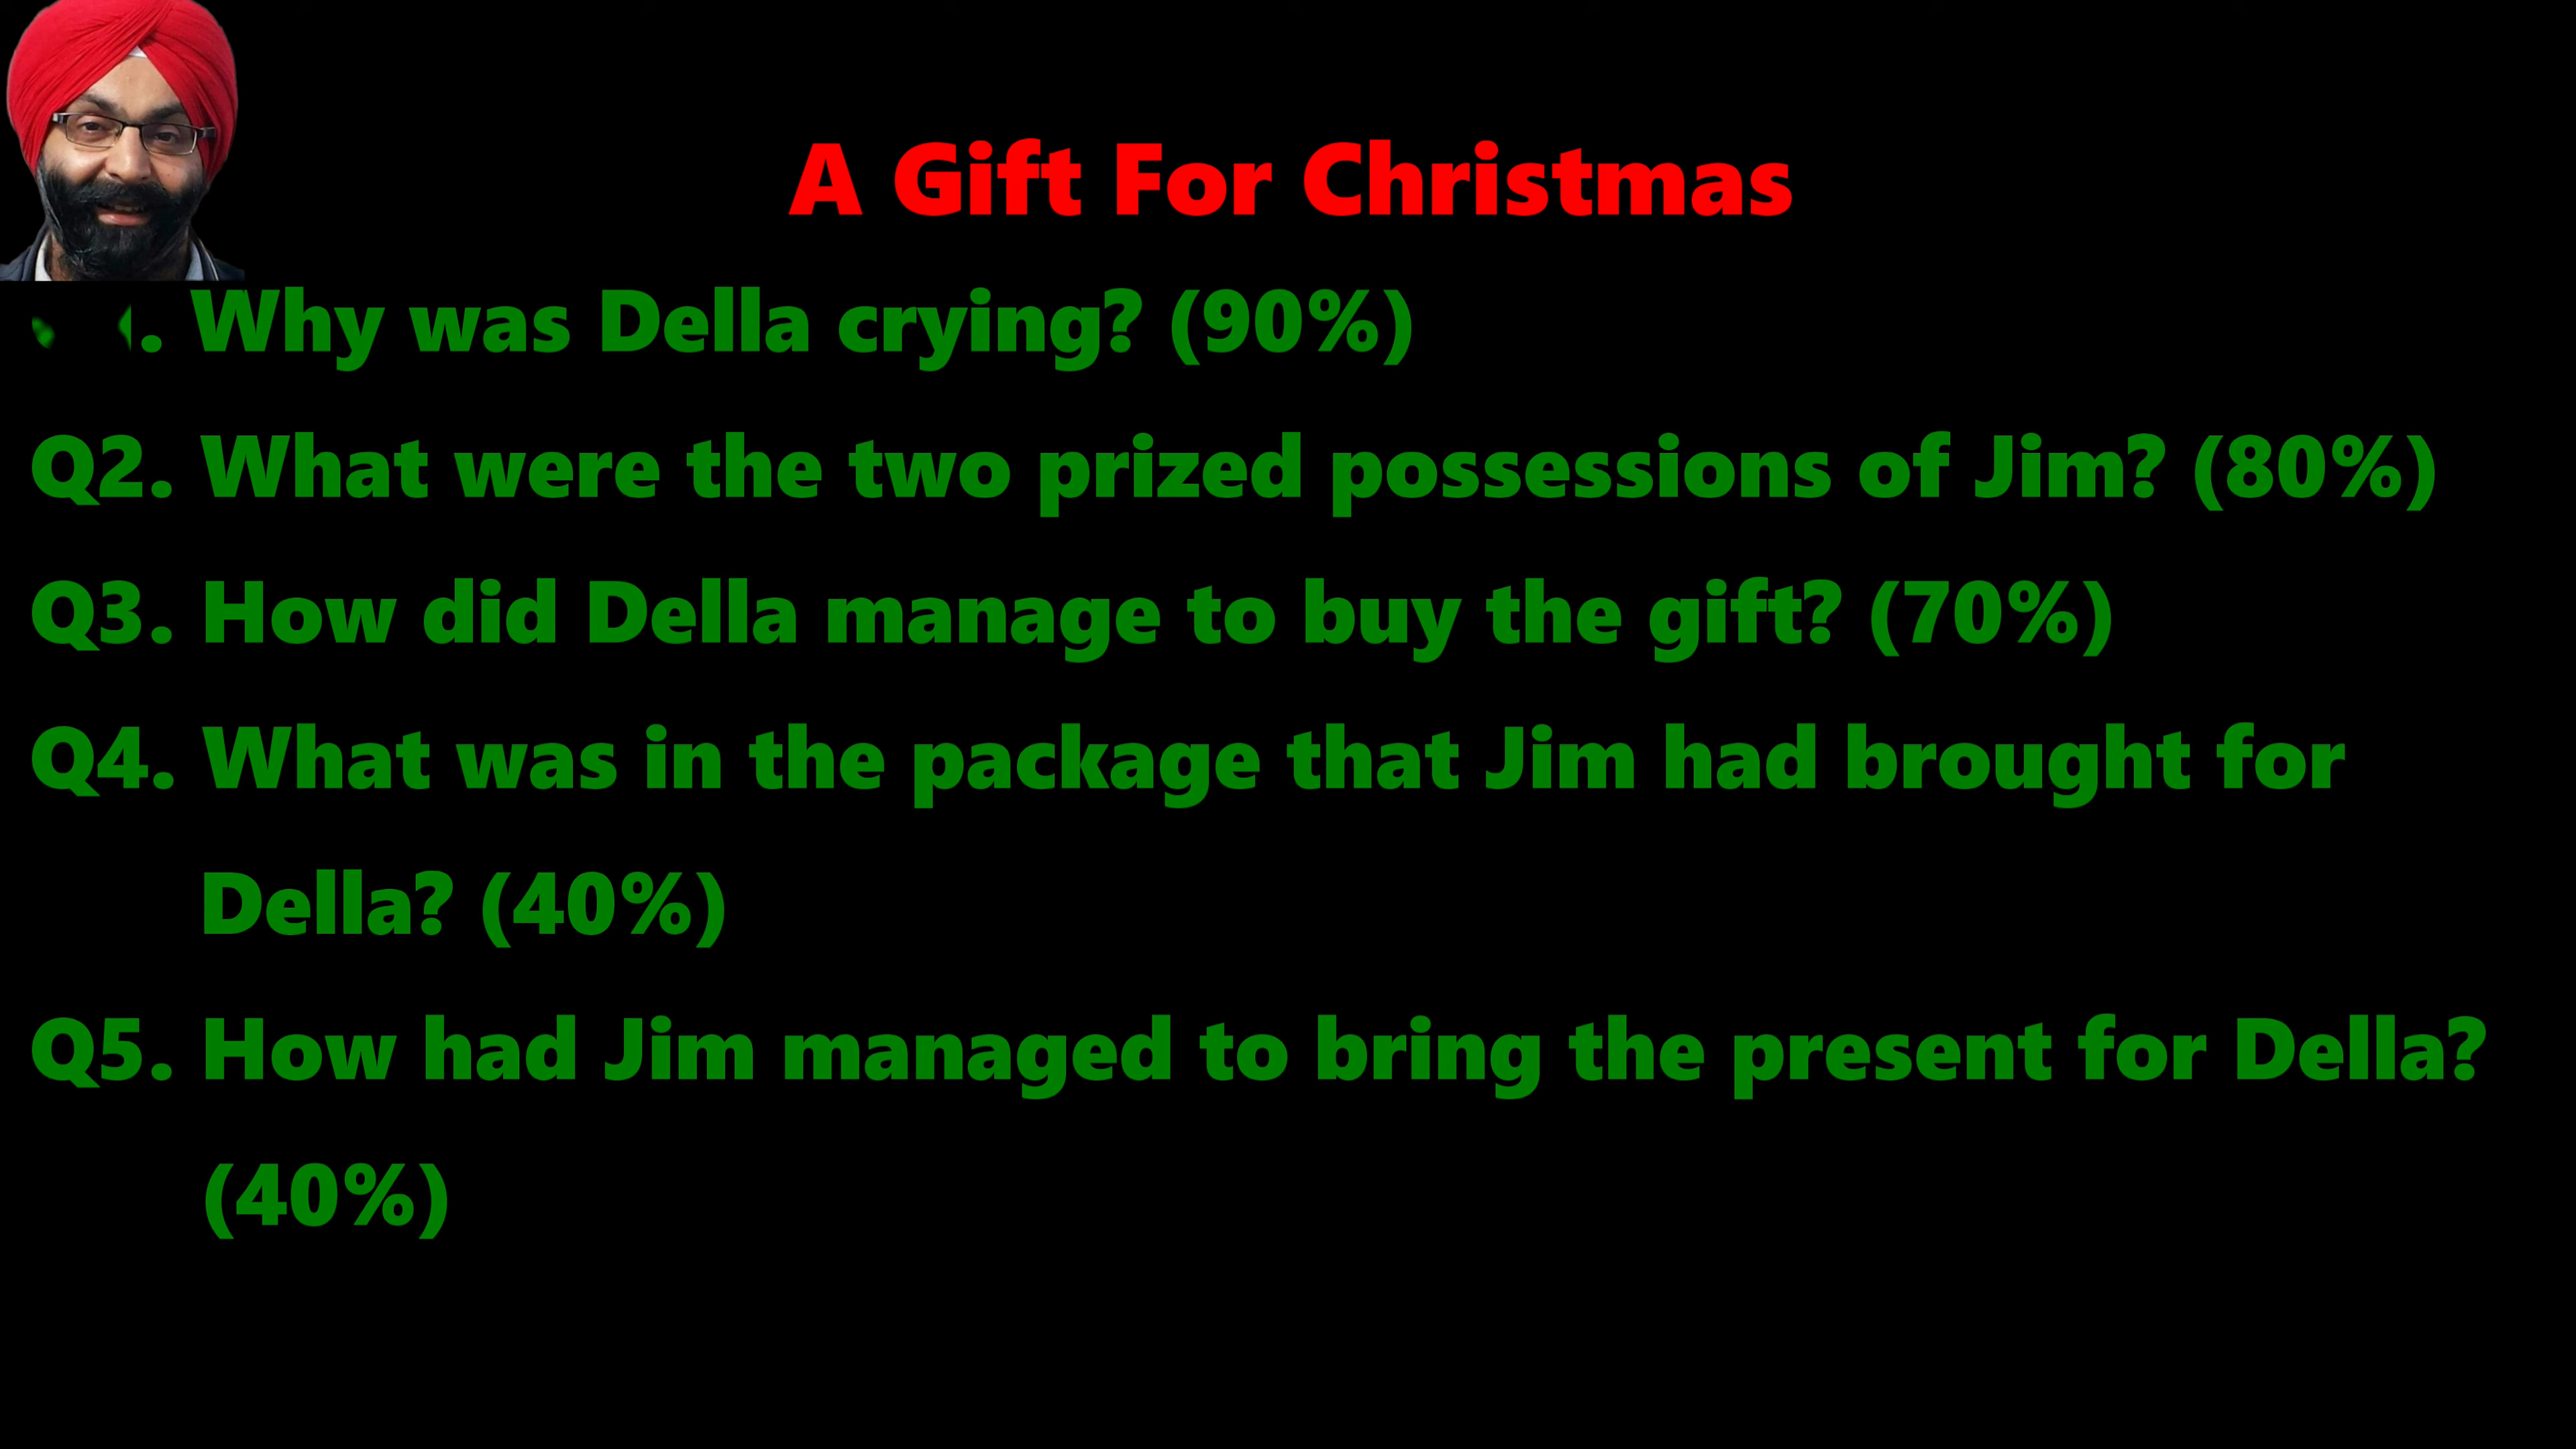 A Gift For Christmas
. Why was Della crying? (90%)
Q2. What were the two prized possessions of Jim? (80%)
Q3. How did Della manage to buy the gift? (70%)
Q4. What was in the package that Jim had brought for
Della? (40%)
Q5. How had Jim managed to bring the present for Della?
(40%)